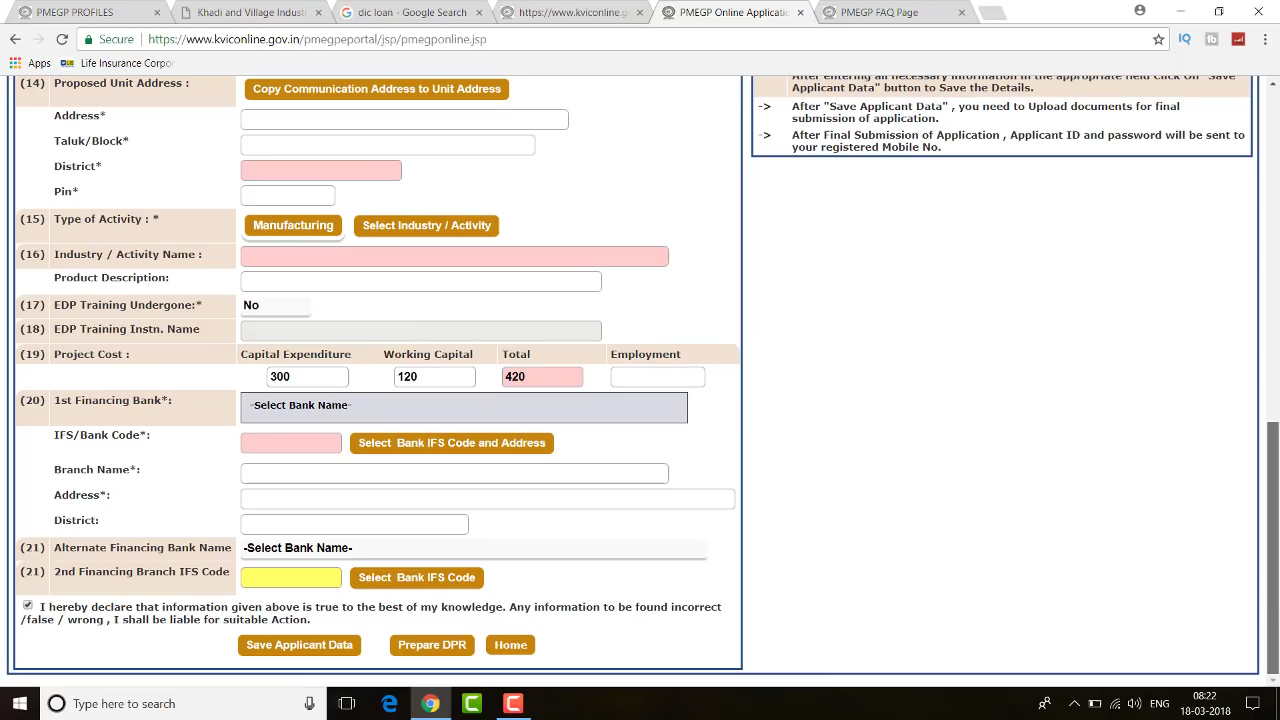 PMEGP PROFILES
Khadi and Village Indust
dic loan - Google Search
https://www.kviconline.g
PMEGP Online Applicatio
PMEGP FAQ Page
Secure
https://www.kviconline.gov.in/pmegpeportal/jsp/pmegponline.jsp
Apps
Life Insurance Corpor
(14) Proposed Unit Address :
Copy Communication Address to Unit Address
Address*
Taluk/Block*
District*
Pin*
(15) Type of Activity : *
Manufacturing
Select Industry / Activity
(16) Industry / Activity Name :
Product Description:
(17) EDP Training Undergone:*
No
(18) EDP Training Instn. Name
(19) Project Cost :
Capital Expenditure
Working Capital
Total
Employment
300
120
420
(20) 1st Financing Bank*:
-Select Bank Name-
IFS/Bank Code*:
Select Bank IFS Code and Address
Branch Name*:
Address*:
District:
(21) Alternate Financing Bank Name
-Select Bank Name-
(21) 2nd Financing Branch IFS Code
Select Bank IFS Code
I hereby declare that information given above is true to the best of my knowledge. Any information to be found incorrect
/false / wrong , I shall be liable for suitable Action.
Save Applicant Data
Prepare DPR
Home
After entering all necessary information in the appropriate field Click On "Save
Applicant Data" button to Save the Details.
-> After "Save Applicant Data" , you need to Upload documents for final
submission of application.
-> After Final Submission of Application , Applicant ID and password will be sent to
your registered Mobile No.
Type here to search
08:22
18-03-2018